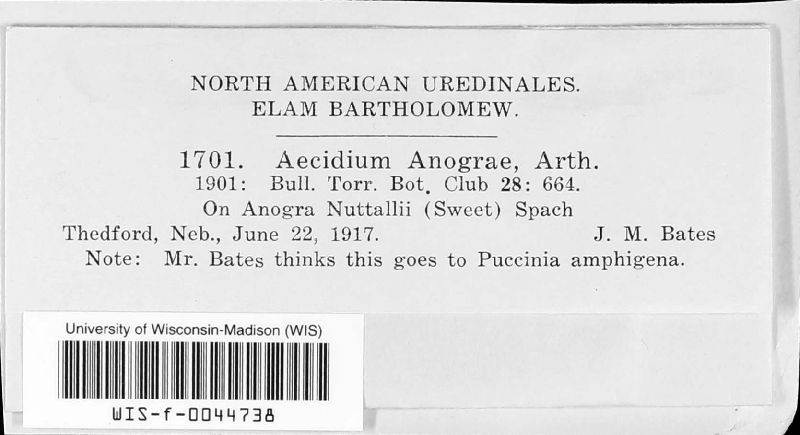 NORTH AMERICAN UREDINALES.
ELAM BARTHOLOMEW.
1701. Aecidium Anograe, Arth.
1901: Bull. Torr. Bot. Club 28: 664.
On Anogra Nuttallii (Sweet) Spach
Thedford, Neb., June 22, 1917. J. M. Bates
Note: Mr. Bates thinks this goes to Puccinia amphigena.
University of Wisconsin-Madison (WIS)
WIS-f-0044738